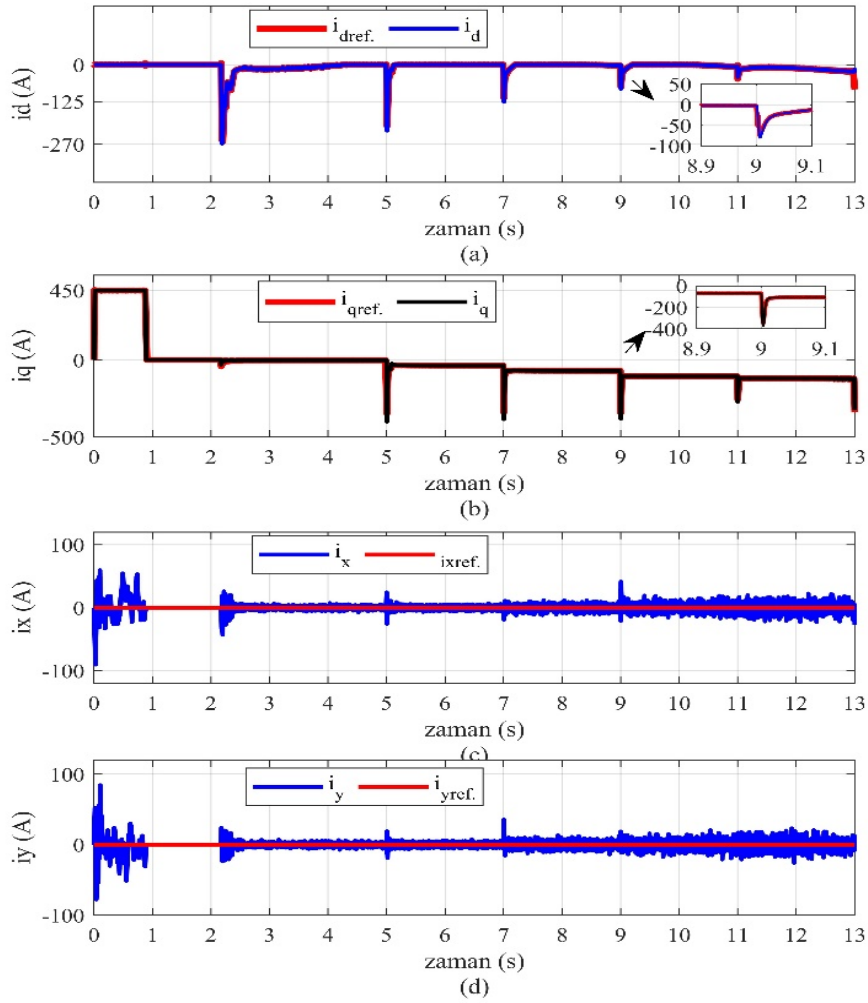 i_dref. i_d
0
-125
-270
id (A)
50
0
-50
-100
8.9 9 9.1
0 1 2 3 4 5 6 7 8 9 10 11 12 13
zaman (s)
(a)
450
0
-500
iq (A)
i_qref. i_q
0
-200
-400
8.9 9 9.1
0 1 2 3 4 5 6 7 8 9 10 11 12 13
zaman (s)
(b)
100
0
-100
ix (A)
i_x ixref.
0 1 2 3 4 5 6 7 8 9 10 11 12 13
(c)
100
0
-100
iy (A)
i_y i_yref.
0 1 2 3 4 5 6 7 8 9 10 11 12 13
zaman (s)
(d)